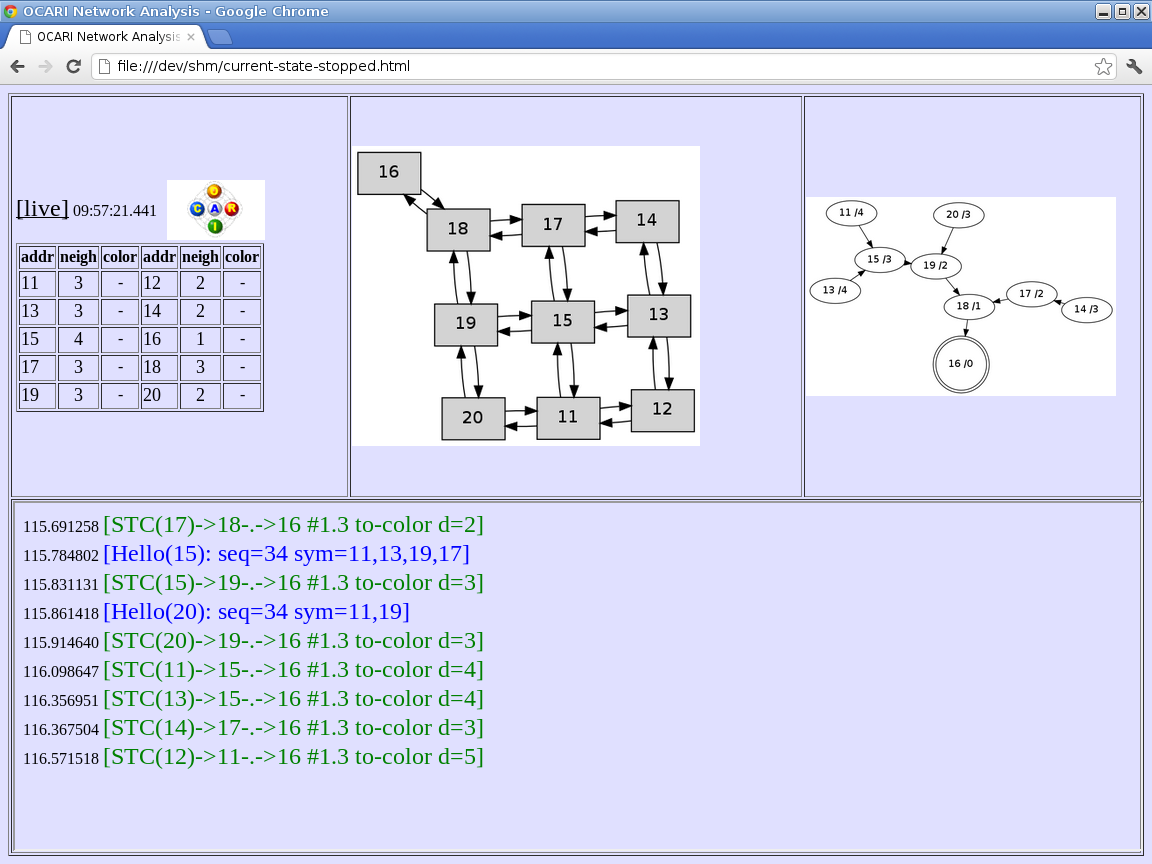 OCARI Network Analysis - Google Chrome
OCARI Network Analysis
file:///dev/shm/current-state-stopped.html
[live] 09:57:21.441
O
C A R
I
addr neigh color addr neigh color
11 3 - 12 2 -
13 3 - 14 2 -
15 4 - 16 1 -
17 3 - 18 3 -
19 3 - 20 2 -
16
18 17 14
19 15 13
20 11 12
11 /4 20 /3
15 /3 19 /2
13 /4 18 /1 17 /2 14 /3
16 /0
115.691258 [STC(17)->18-.->16 #1.3 to-color d=2]
115.784802 [Hello(15): seq=34 sym=11,13,19,17]
115.831131 [STC(15)->19-.->16 #1.3 to-color d=3]
115.861418 [Hello(20): seq=34 sym=11,19]
115.914640 [STC(20)->19-.->16 #1.3 to-color d=3]
116.098647 [STC(11)->15-.->16 #1.3 to-color d=4]
116.356951 [STC(13)->15-.->16 #1.3 to-color d=4]
116.367504 [STC(14)->17-.->16 #1.3 to-color d=3]
116.571518 [STC(12)->11-.->16 #1.3 to-color d=5]